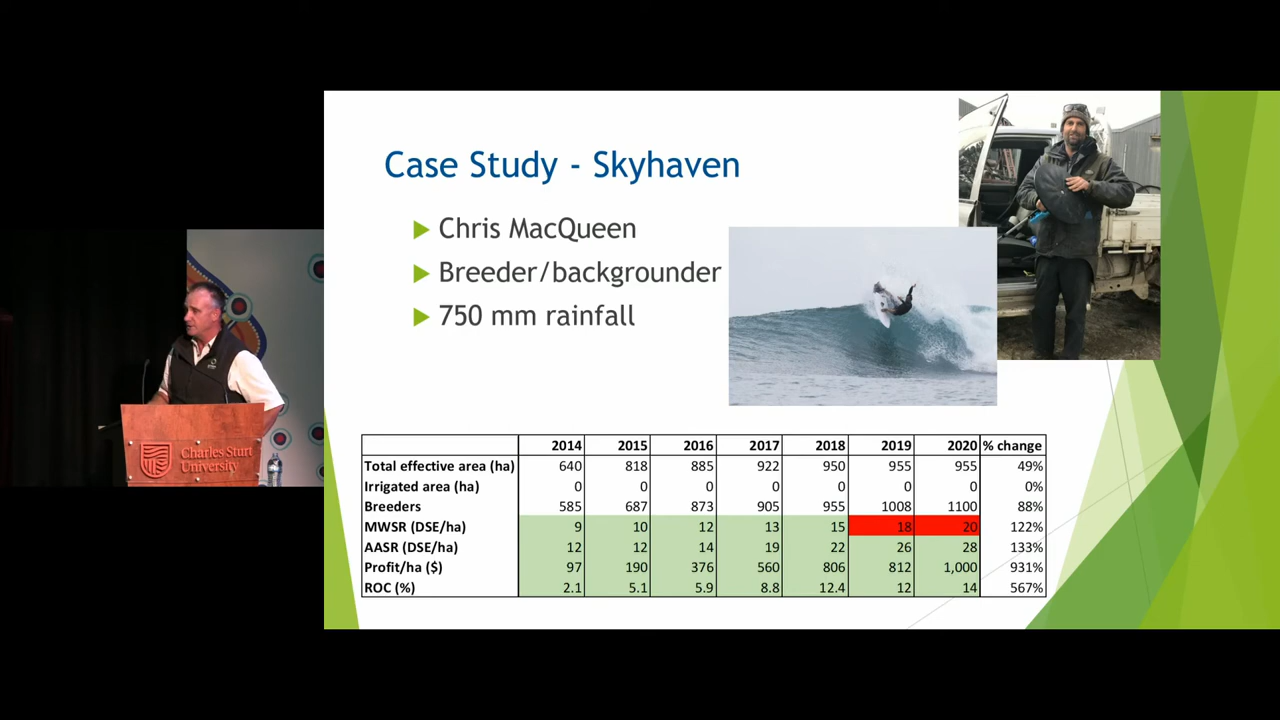 Case Study - Skyhaven
Chris MacQueen
Breeder/backgrounder
750 mm rainfall
2014 2015 2016 2017 2018 2019 2020 % change
Total effective area (ha) 640 818 885 922 950 955 955 49%
Irrigated area (ha) 0 0 0 0 0 0 0 0%
Breeders 585 687 873 905 955 1008 1100 88%
MWSR (DSE/ha) 9 10 12 13 15 18 20 122%
AASR (DSE/ha) 12 12 14 19 22 26 28 133%
Profit/ha ($) 97 190 376 560 806 812 1,000 931%
ROC (%) 2.1 5.1 5.9 8.8 12.4 12 14 567%
Charles Sturt
University